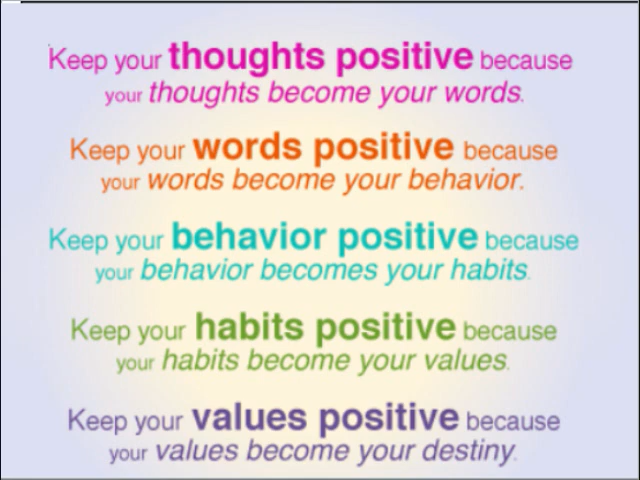 Keep your thoughts positive because
your thoughts become your words.
Keep your words positive because
your words become your behavior.
Keep your behavior positive because
your behavior becomes your habits.
Keep your habits positive because
your habits become your values.
Keep your values positive because
your values become your destiny.